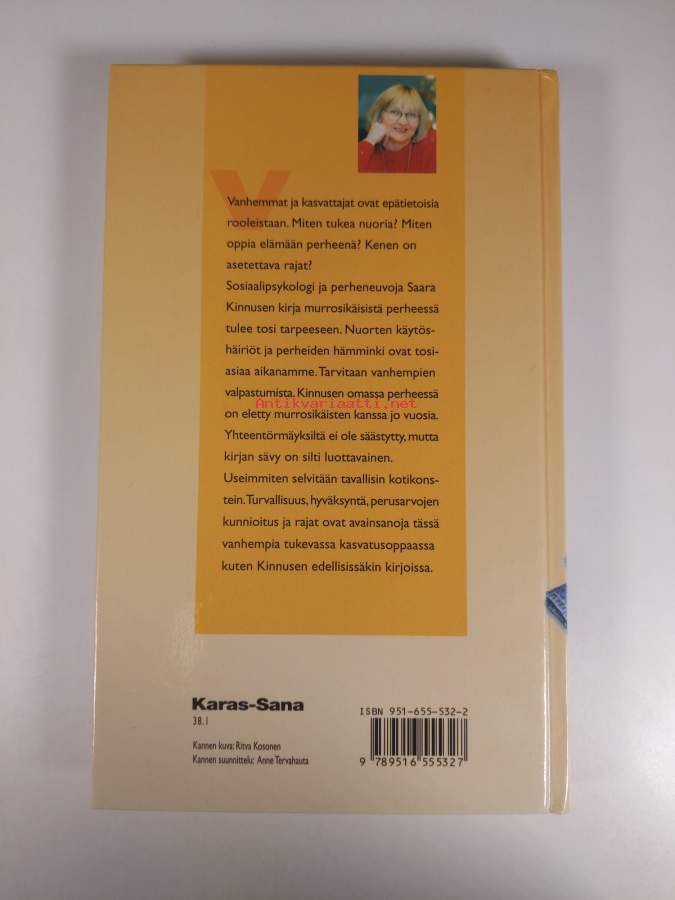 Vanhemmat ja kasvattajat ovat epätietoisia
rooleistaan. Miten tukea nuoria? Miten
oppia elämään perheenä? Kenen on
asetettava rajat?
Sosiaalipsykologi ja perheneuvoja Saara
Kinnusen kirja murrosikäisistä perheessä
tulee tosi tarpeeseen. Nuorten käytös-
häiriöt ja perheiden hämminki ovat tosi-
asiaa aikanamme. Tarvitaan vanhempien
valpastumista. Kinnusen omassa perheessä
Antikvariaatti.net
on eletty murrosikäisten kanssa jo vuosia.
Yhteentörmäyksiltä ei ole säästytty, mutta
kirjan sävy on silti luottavainen.
Useimmiten selvitään tavallisin kotikons-
tein. Turvallisuus, hyväksyntä, perusarvojen
kunnioitus ja rajat ovat avainsanoja tässä
vanhempia tukevassa kasvatusoppaassa
kuten Kinnusen edellisissäkin kirjoissa.
Karas-Sana
38.1
Kannen kuva: Ritva Kosonen
Kannen suunnittelu: Anne Tervahauta
ISBN 951-655-532-2
9 789516 555327